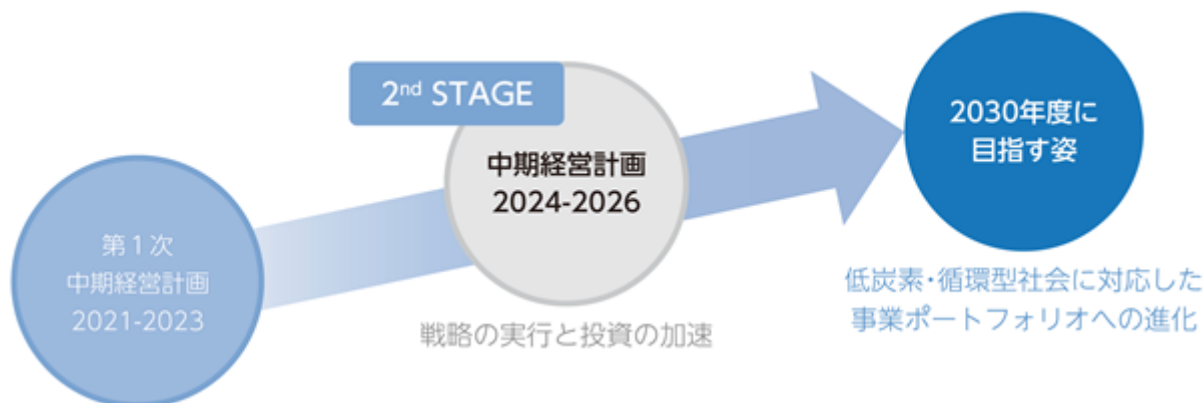 第1次
中期経営計画
2021-2023
2nd STAGE
中期経営計画
2024-2026
戦略の実行と投資の加速
2030年度に
目指す姿
低炭素・循環型社会に対応した
事業ポートフォリオへの進化